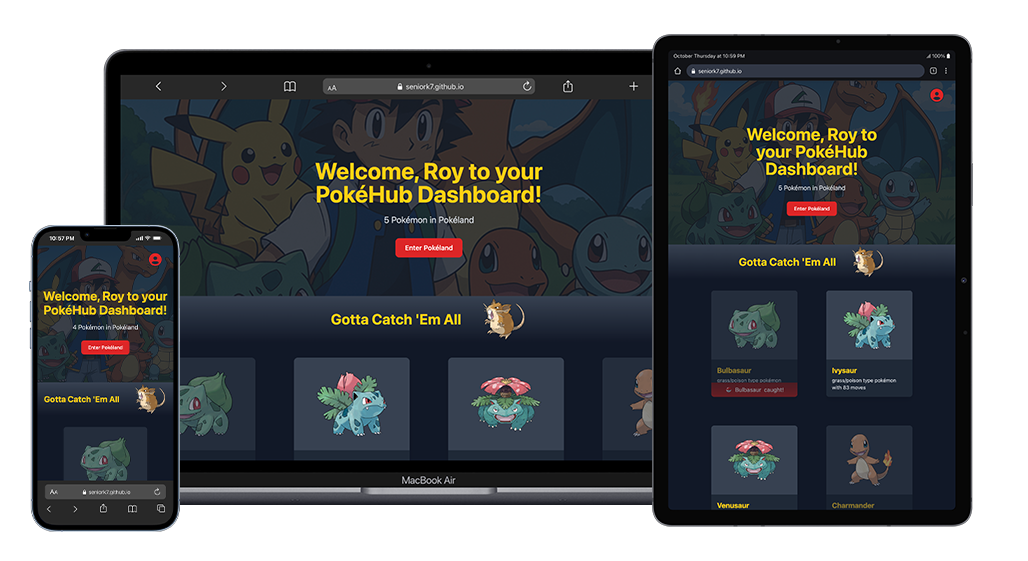 10:57 PM
Welcome, Roy to your
PokéHub Dashboard!
4 Pokémon in Pokéland
Enter Pokéland
Gotta Catch 'Em All
AA seniork7.github.io
AA seniork7.github.io
Welcome, Roy to your
PokéHub Dashboard!
5 Pokémon in Pokéland
Enter Pokéland
Gotta Catch 'Em All
MacBook Air
October Thursday at 10:59 PM 100%
seniork7.github.io
Welcome, Roy to
your PokéHub
Dashboard!
5 Pokémon in Pokéland
Enter Pokéland
Gotta Catch 'Em All
Bulbasaur
grass/poison type pokémon
Bulbasaur caught!
Ivysaur
grass/poison type pokémon
with 83 moves
Venusaur
Charmander